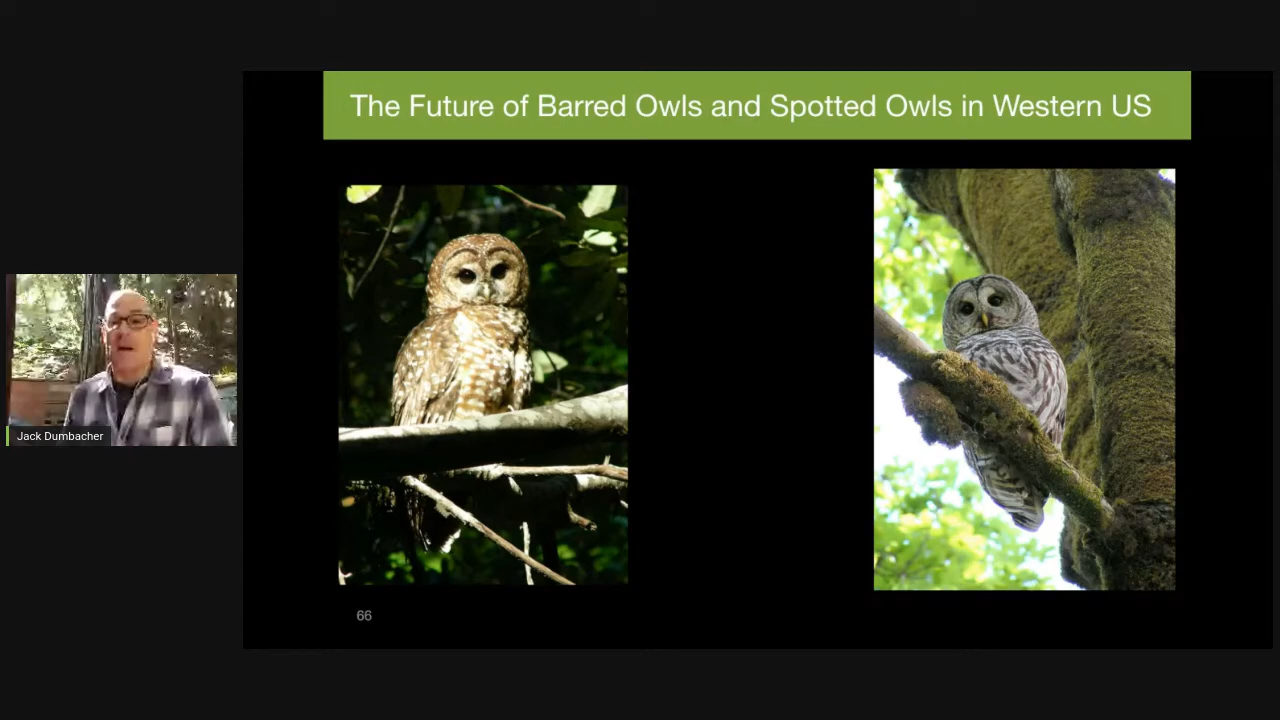 The Future of Barred Owls and Spotted Owls in Western US
Jack Dumbacher
66